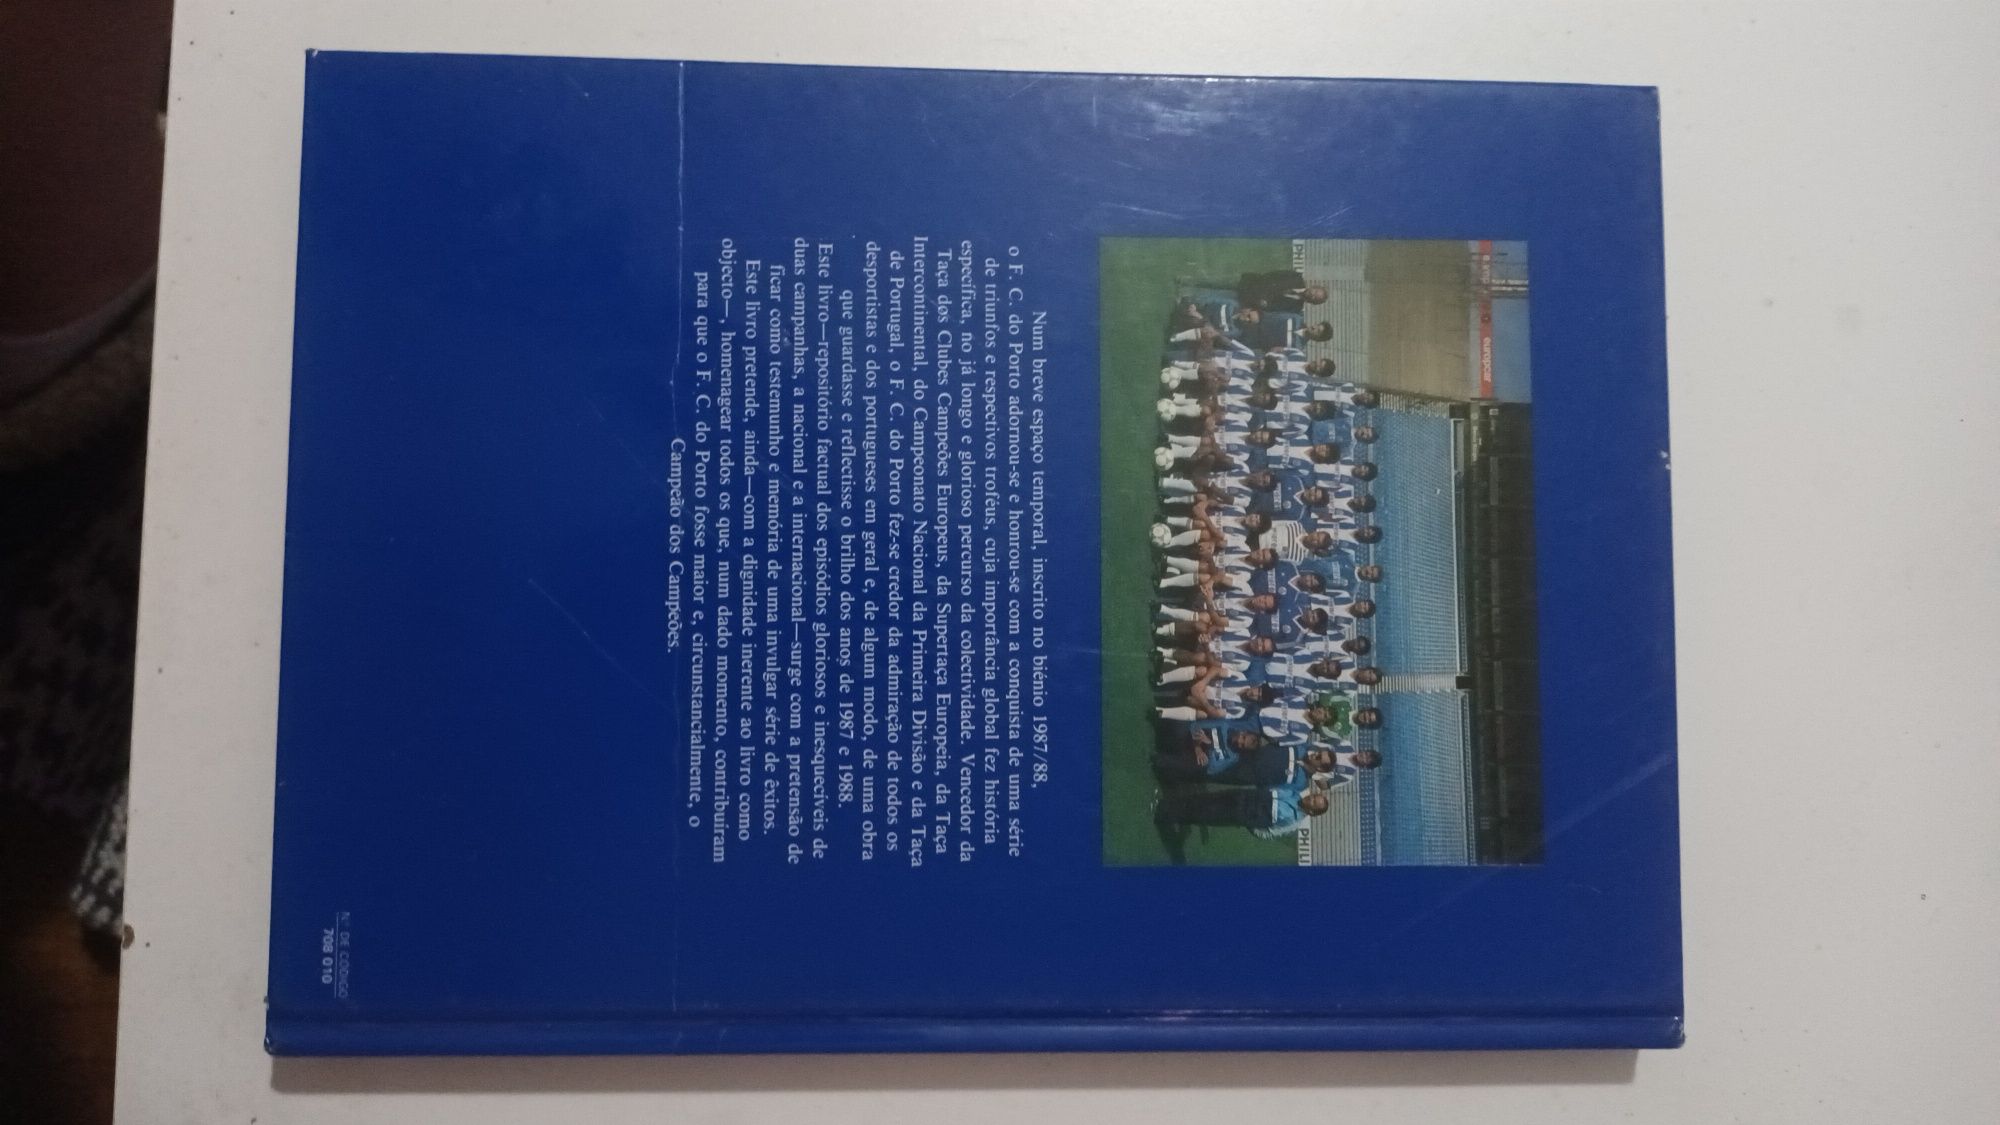 PHILI
PHILI
europcar
Num breve espaço temporal, inscrito no biénio 1987/88,
o F. C. do Porto adornou-se e honrou-se com a conquista de uma série
de triunfos e respectivos troféus, cuja importância global fez história
específica, no já longo e glorioso percurso da colectividade. Vencedor da
Taça dos Clubes Campeões Europeus, da Supertaça Europeia, da Taça
Intercontinental, do Campeonato Nacional da Primeira Divisão e da Taça
de Portugal, o F. C. do Porto fez-se credor da admiração de todos os
desportistas e dos portugueses em geral e, de algum modo, de uma obra
que guardasse e reflectisse o brilho dos anos de 1987 e 1988.
Este livro—repositório factual dos episódios gloriosos e inesquecíveis de
duas campanhas, a nacional e a internacional—surge com a pretensão de
ficar como testemunho e memória de uma invulgar série de êxitos.
Este livro pretende, ainda—com a dignidade inerente ao livro como
objecto—, homenagear todos os que, num dado momento, contribuíram
para que o F. C. do Porto fosse maior e, circunstancialmente, o
Campeão dos Campeões.
N.º DE CÓDIGO
708 010